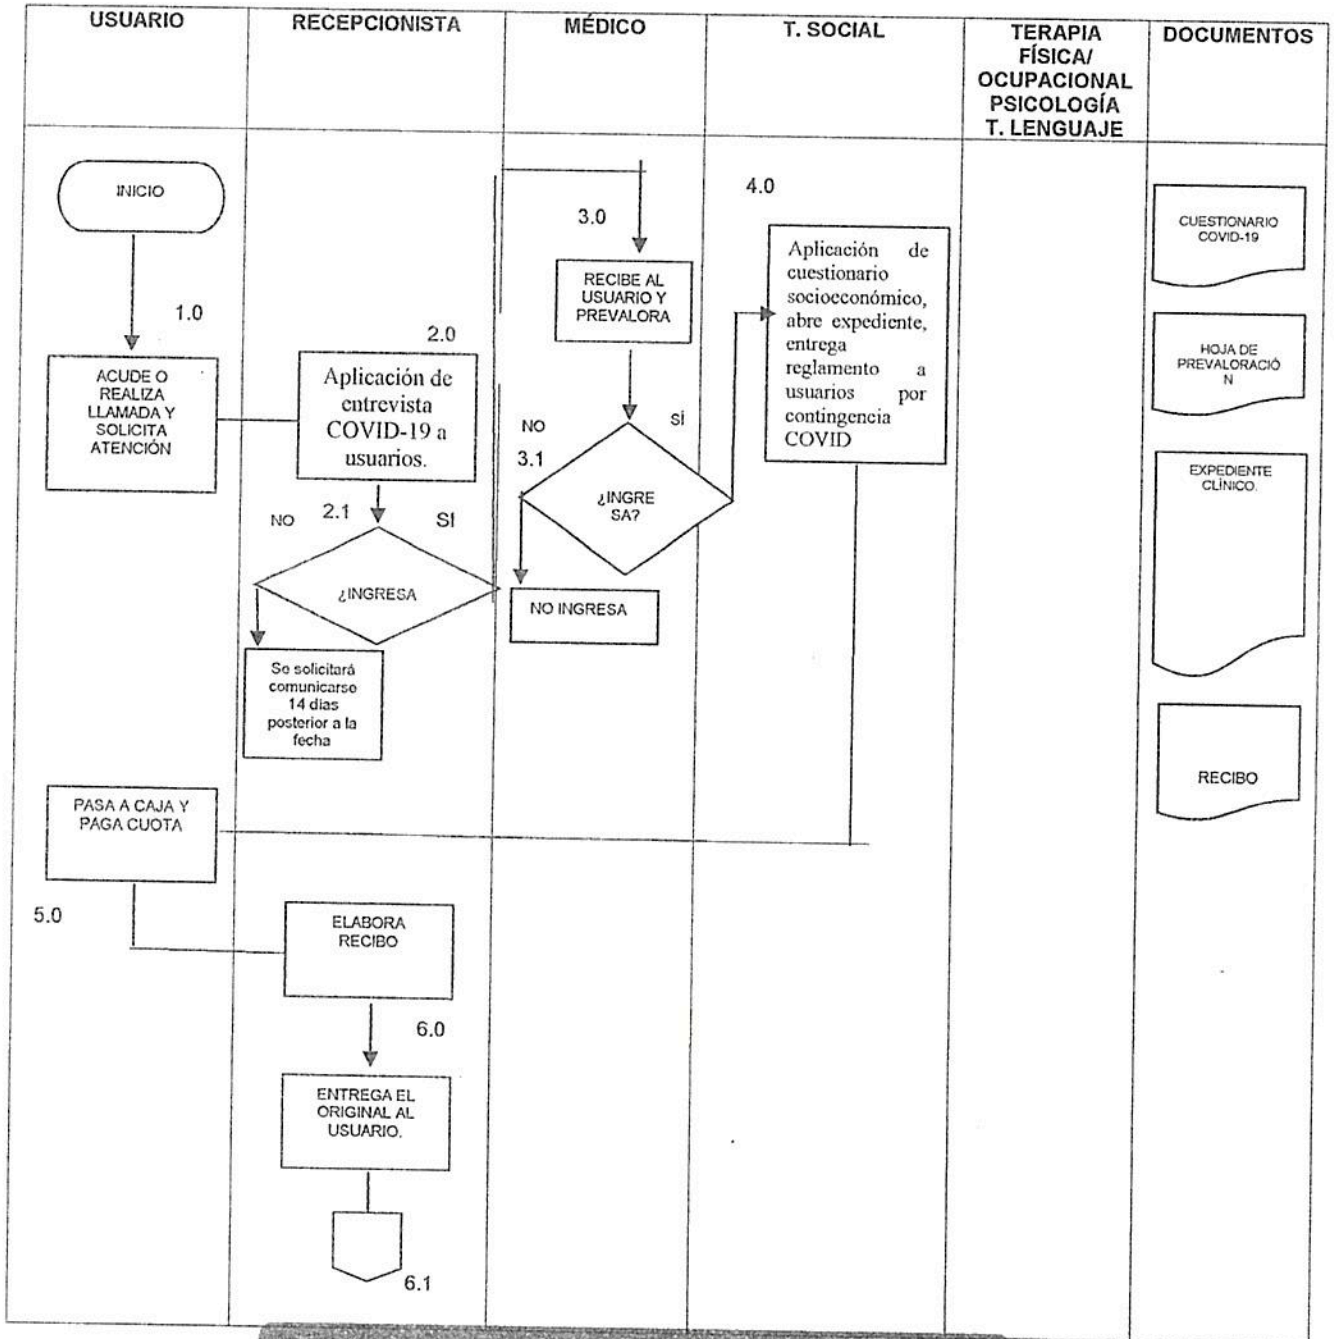 USUARIO
RECEPCIONISTA
MÉDICO
T. SOCIAL
TERAPIA
FÍSICA/
OCUPACIONAL
PSICOLOGÍA
T. LENGUAJE
DOCUMENTOS
INICIO
1.0
ACUDE O
REALIZA
LLAMADA Y
SOLICITA
ATENCIÓN
2.0
Aplicación de
entrevista
COVID-19 a
usuarios.
NO
2.1
SI
¿INGRESA
Se solicitará
comunicarse
14 dias
posterior a la
fecha
3.0
RECIBE AL
USUARIO Y
PREVALORA
NO
SÍ
3.1
¿INGRE
SA?
NO INGRESA
4.0
Aplicación de
cuestionario
socioeconómico,
abre expediente,
entrega
reglamento a
usuarios por
contingencia
COVID
CUESTIONARIO
COVID-19
HOJA DE
PREVALORACIÓ
N
EXPEDIENTE
CLÍNICO.
RECIBO
PASA A CAJA Y
PAGA CUOTA
5.0
ELABORA
RECIBO
6.0
ENTREGA EL
ORIGINAL AL
USUARIO.
6.1